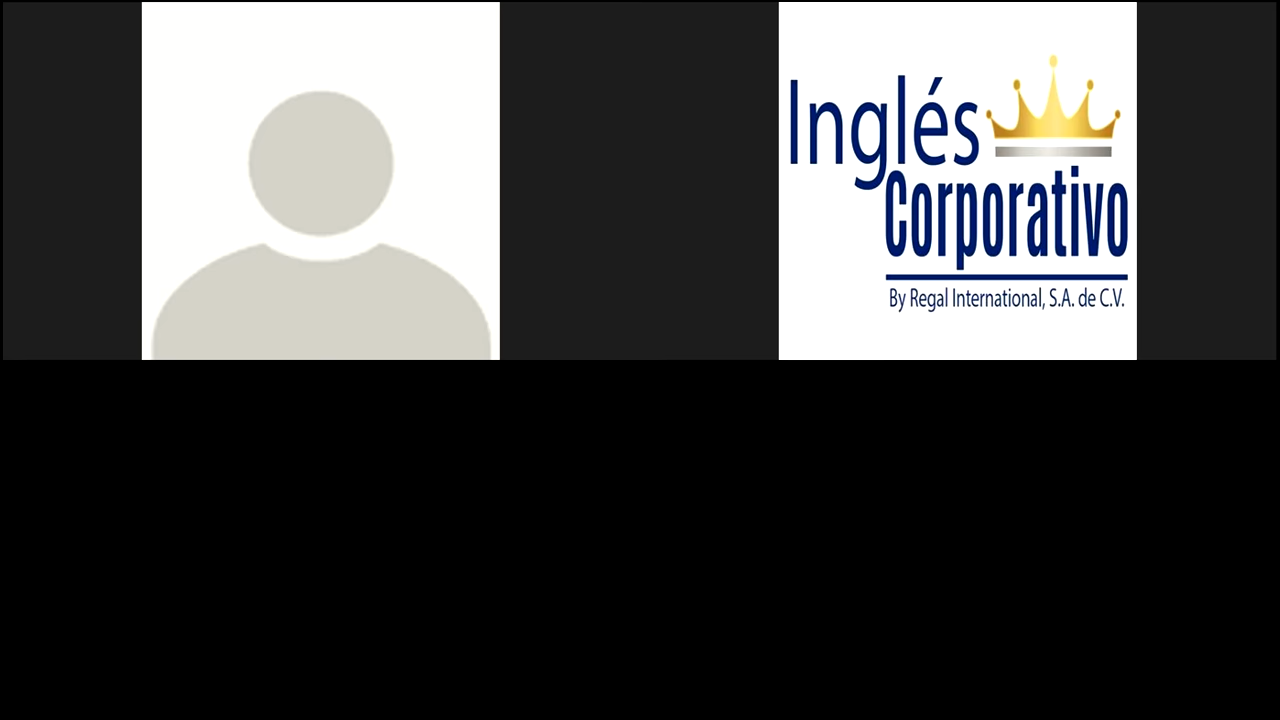 Inglés
Corporativo
By Regal International, S.A. de C.V.